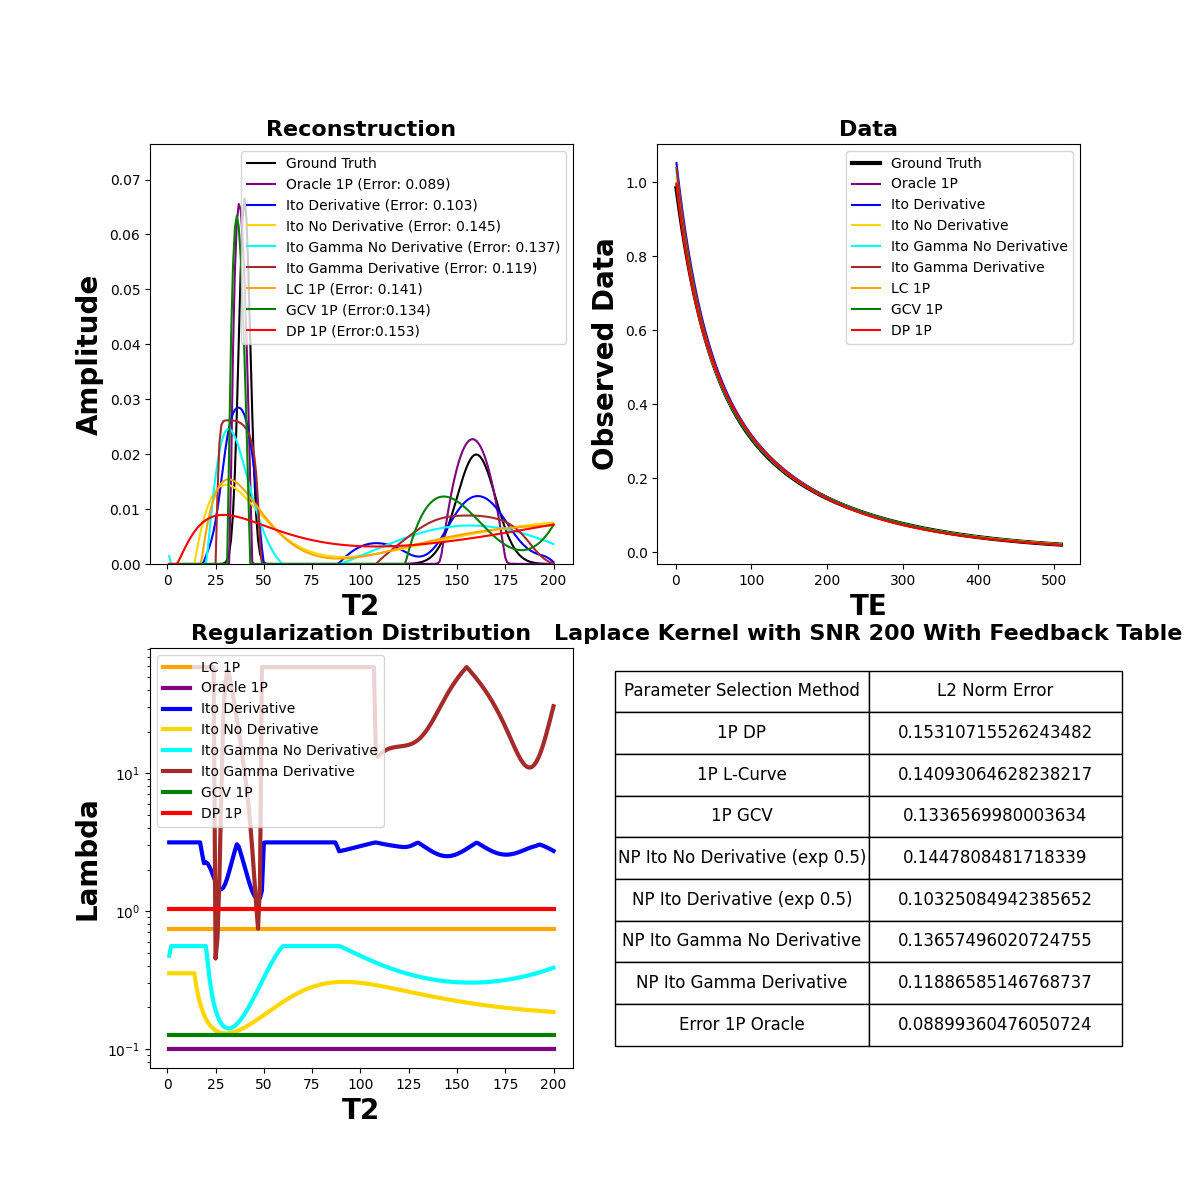 Reconstruction
Amplitude
0.07
0.06
0.05
0.04
0.03
0.02
0.01
0.00
0 25 50 75 100 125 150 175 200
T2
Ground Truth
Oracle 1P (Error: 0.089)
Ito Derivative (Error: 0.103)
Ito No Derivative (Error: 0.145)
Ito Gamma No Derivative (Error: 0.137)
Ito Gamma Derivative (Error: 0.119)
LC 1P (Error: 0.141)
GCV 1P (Error:0.134)
DP 1P (Error:0.153)
Data
Observed Data
1.0
0.8
0.6
0.4
0.2
0.0
0 100 200 300 400 500
TE
Ground Truth
Oracle 1P
Ito Derivative
Ito No Derivative
Ito Gamma No Derivative
Ito Gamma Derivative
LC 1P
GCV 1P
DP 1P
Regularization Distribution
Lambda
10¹
10⁰
10⁻¹
0 25 50 75 100 125 150 175 200
T2
LC 1P
Oracle 1P
Ito Derivative
Ito No Derivative
Ito Gamma No Derivative
Ito Gamma Derivative
GCV 1P
DP 1P
Laplace Kernel with SNR 200 With Feedback Table
Parameter Selection Method L2 Norm Error
1P DP 0.15310715526243482
1P L-Curve 0.14093064628238217
1P GCV 0.1336569980003634
NP Ito No Derivative (exp 0.5) 0.1447808481718339
NP Ito Derivative (exp 0.5) 0.10325084942385652
NP Ito Gamma No Derivative 0.13657496020724755
NP Ito Gamma Derivative 0.11886585146768737
Error 1P Oracle 0.08899360476050724